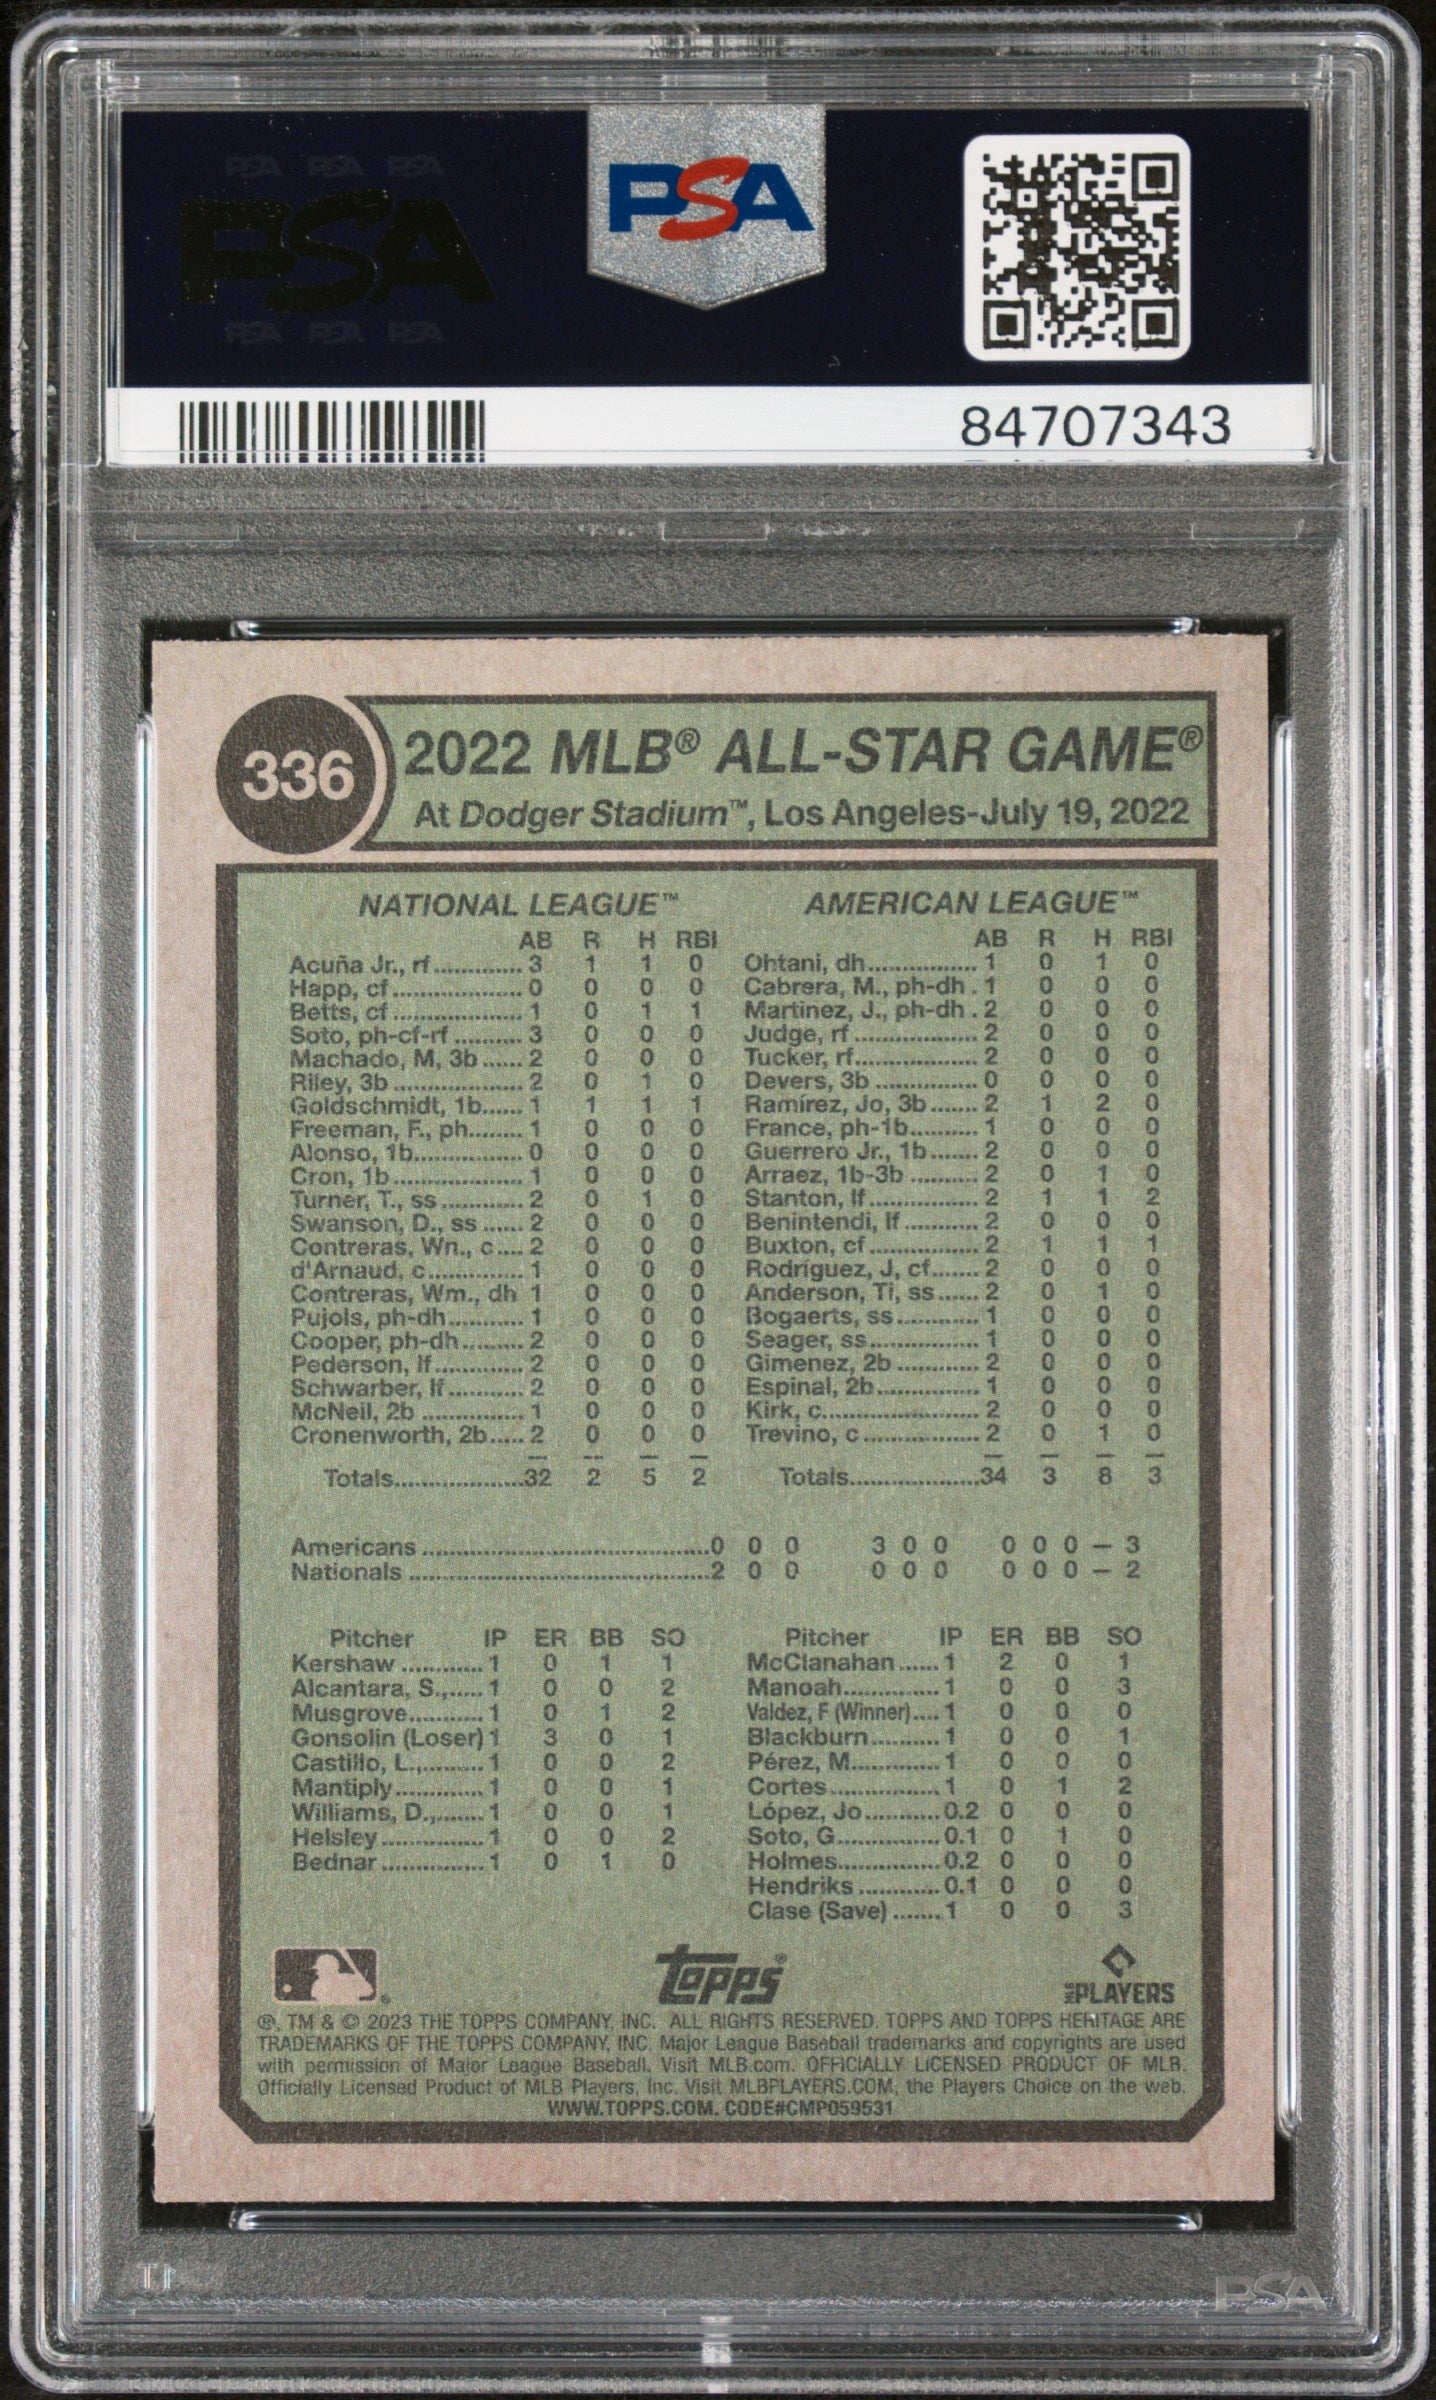 PSA PSA PSA
PSA
PSA PSA PSA
PSA
84707343
336
2022 MLB® ALL-STAR GAME®
At Dodger Stadium™, Los Angeles-July 19, 2022
NATIONAL LEAGUE™
AB R H RBI
Acuña Jr., rf.............. 3 1 1 0
Happ, cf..................... 0 0 0 0
Betts, cf..................... 1 0 1 1
Soto, ph-cf-rf........... 3 0 0 0
Machado, M, 3b...... 2 0 0 0
Riley, 3b..................... 2 0 1 0
Goldschmidt, 1b...... 1 1 1 1
Freeman, F., ph......... 1 0 0 0
Alonso, 1b.................. 0 0 0 0
Cron, 1b..................... 1 0 0 0
Turner, T., ss............. 2 0 1 0
Swanson, D., ss....... 2 0 0 0
Contreras, Wn., c.... 2 0 0 0
d'Arnaud, c............... 1 0 0 0
Contreras, Wm., dh 1 0 0 0
Pujols, ph-dh............ 1 0 0 0
Cooper, ph-dh.......... 2 0 0 0
Pederson, lf.............. 2 0 0 0
Schwarber, lf............ 2 0 0 0
McNeil, 2b................. 1 0 0 0
Cronenworth, 2b..... 2 0 0 0
Totals.....................32 2 5 2
AMERICAN LEAGUE™
AB R H RBI
Ohtani, dh................. 1 0 1 0
Cabrera, M., ph-dh . 1 0 0 0
Martinez, J., ph-dh . 2 0 0 0
Judge, rf.................... 2 0 0 0
Tucker, rf.................... 2 0 0 0
Devers, 3b................ 0 0 0 0
Ramírez, Jo, 3b........ 2 1 2 0
France, ph-1b........... 1 0 0 0
Guerrero Jr., 1b....... 2 0 0 0
Arraez, 1b-3b........... 2 0 1 0
Stanton, lf................. 2 1 1 2
Benintendi, lf............ 2 0 0 0
Buxton, cf.................. 2 1 1 1
Rodríguez, J, cf....... 2 0 0 0
Anderson, Ti, ss...... 2 0 1 0
Bogaerts, ss............. 1 0 0 0
Seager, ss................. 1 0 0 0
Gimenez, 2b............. 2 0 0 0
Espinal, 2b................ 1 0 0 0
Kirk, c......................... 2 0 0 0
Trevino, c................... 2 0 1 0
Totals.....................34 3 8 3
Americans...............................................0 0 0 3 0 0 0 0 0 – 3
Nationals.................................................2 0 0 0 0 0 0 0 0 – 2
Pitcher IP ER BB SO
Kershaw............. 1 0 1 1
Alcantara, S.,...... 1 0 0 2
Musgrove............ 1 0 1 2
Gonsolin (Loser) 1 3 0 1
Castillo, L.,.......... 1 0 0 2
Mantiply.............. 1 0 0 1
Williams, D.,........ 1 0 0 1
Helsley................ 1 0 0 2
Bednar................ 1 0 1 0
Pitcher IP ER BB SO
McClanahan...... 1 2 0 1
Manoah............... 1 0 0 3
Valdez, F (Winner).... 1 0 0 0
Blackburn........... 1 0 0 1
Pérez, M.............. 1 0 0 0
Cortes................. 1 0 1 2
López, Jo............ 0.2 0 0 0
Soto, G................ 0.1 0 1 0
Holmes................ 0.2 0 0 0
Hendriks............. 0.1 0 0 0
Clase (Save)........ 1 0 0 3
topps®
MLB PLAYERS
®, TM & © 2023 THE TOPPS COMPANY, INC. ALL RIGHTS RESERVED. TOPPS AND TOPPS HERITAGE ARE
TRADEMARKS OF THE TOPPS COMPANY, INC. Major League Baseball trademarks and copyrights are used
with permission of Major League Baseball. Visit MLB.com. OFFICIALLY LICENSED PRODUCT OF MLB.
Officially Licensed Product of MLB Players, Inc. Visit MLBPLAYERS.COM, the Players Choice on the web.
WWW.TOPPS.COM. CODE#CMP059531
PSA